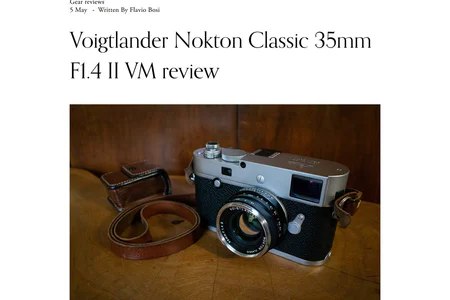 Gear reviews
5 May - Written By Flavio Bosi
Voigtlander Nokton Classic 35mm
F1.4 II VM review